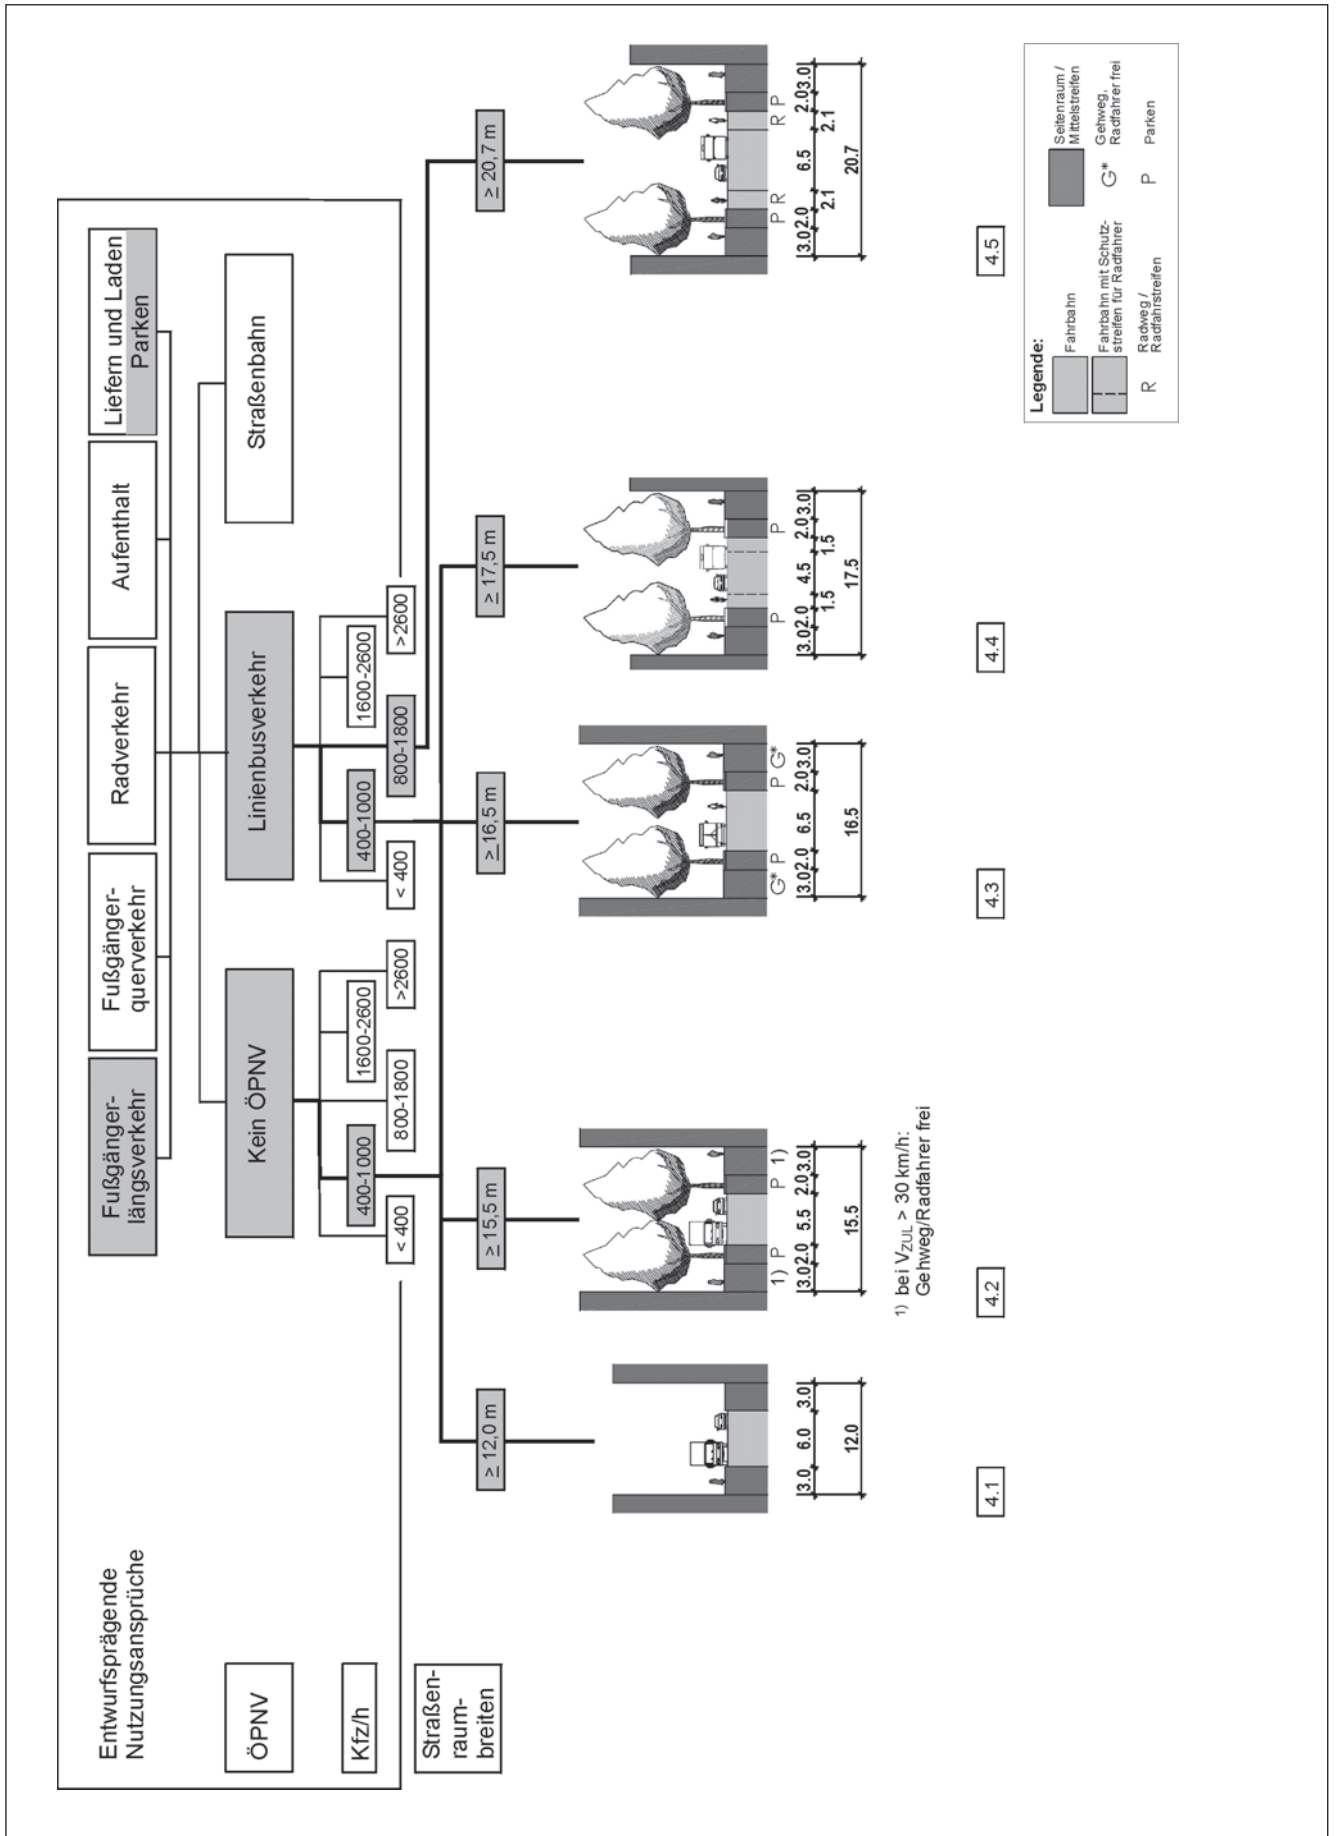 Entwurfsprägende
Nutzungsansprüche
Fußgänger-
längsverkehr
Fußgänger-
querverkehr
Radverkehr
Aufenthalt
Liefern und Laden
Parken
ÖPNV
Kein ÖPNV
Linienbusverkehr
Straßenbahn
Kfz/h
< 400
400-1000
800-1800
1600-2600
>2600
< 400
400-1000
800-1800
1600-2600
>2600
Straßen-
raum-
breiten
≥ 12,0 m
≥ 15,5 m
≥ 16,5 m
≥ 17,5 m
≥ 20,7 m
3.0 6.0 3.0
12.0
4.1
1) P P 1)
3.0 2.0 5.5 2.0 3.0
15.5
1) bei VZUL > 30 km/h:
Gehweg/Radfahrer frei
4.2
G* P P G*
3.0 2.0 6.5 2.0 3.0
16.5
4.3
P P
3.0 2.0 4.5 2.0 3.0
1.5 1.5
17.5
4.4
P R R P
3.0 2.0 6.5 2.0 3.0
2.1 2.1
20.7
4.5
Legende:
Fahrbahn
Fahrbahn mit Schutz-
streifen für Radfahrer
R Radweg /
Radfahrstreifen
Seitenraum /
Mittelstreifen
G* Gehweg,
Radfahrer frei
P Parken